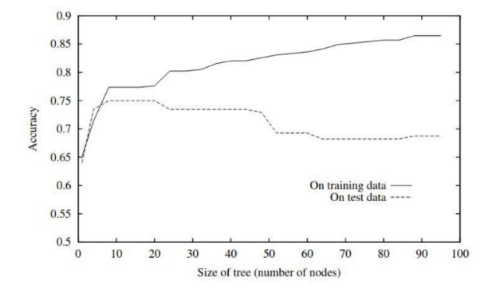 0.9
0.85
0.8
0.75
0.7
0.65
0.6
0.55
0.5
Accuracy
On training data
On test data
0 10 20 30 40 50 60 70 80 90 100
Size of tree (number of nodes)